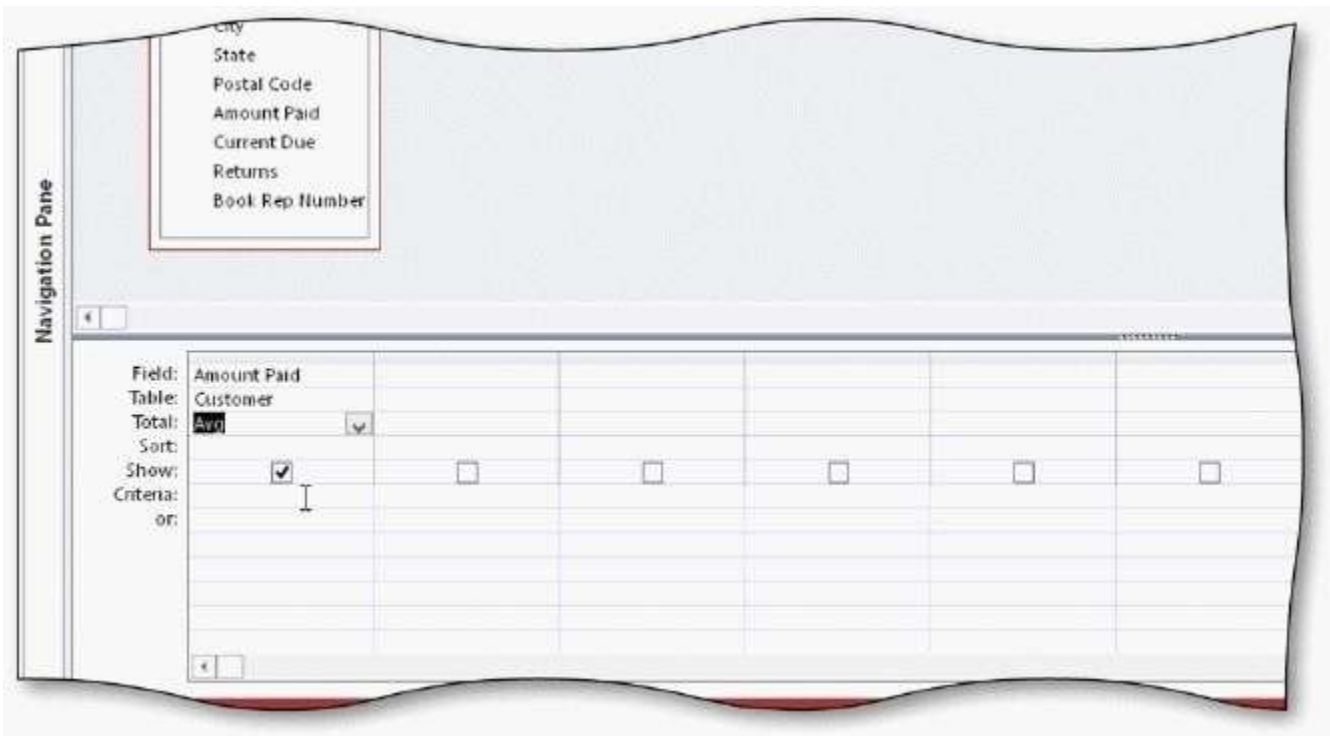 City
State
Postal Code
Amount Paid
Current Due
Returns
Book Rep Number
Navigation Pane
Field: Amount Paid
Table: Customer
Total: Avg
Sort:
Show:
Criteria:
or: